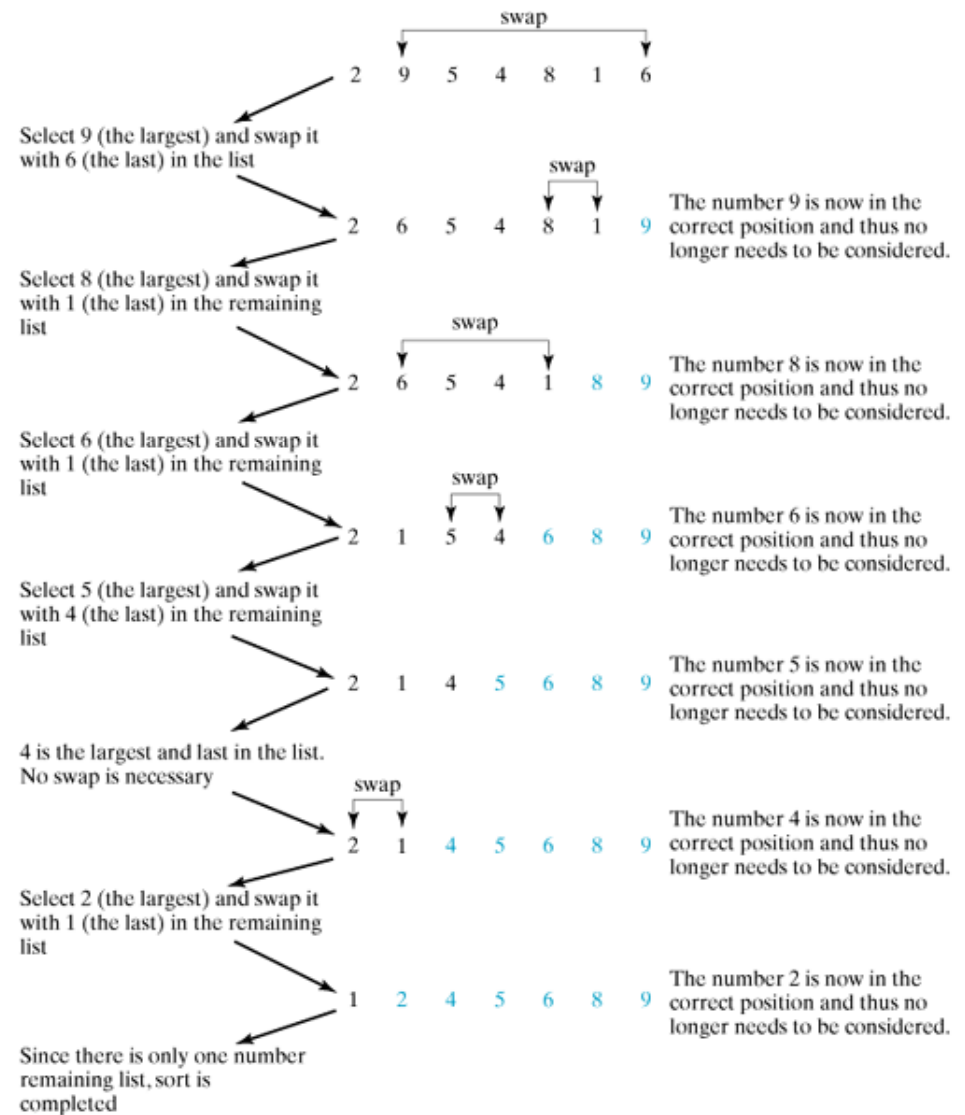 swap
2 9 5 4 8 1 6
Select 9 (the largest) and swap it
with 6 (the last) in the list
swap
2 6 5 4 8 1 9
The number 9 is now in the
correct position and thus no
longer needs to be considered.
Select 8 (the largest) and swap it
with 1 (the last) in the remaining
list
swap
2 6 5 4 1 8 9
The number 8 is now in the
correct position and thus no
longer needs to be considered.
Select 6 (the largest) and swap it
with 1 (the last) in the remaining
list
swap
2 1 5 4 6 8 9
The number 6 is now in the
correct position and thus no
longer needs to be considered.
Select 5 (the largest) and swap it
with 4 (the last) in the remaining
list
2 1 4 5 6 8 9
The number 5 is now in the
correct position and thus no
longer needs to be considered.
4 is the largest and last in the list.
No swap is necessary
swap
2 1 4 5 6 8 9
The number 4 is now in the
correct position and thus no
longer needs to be considered.
Select 2 (the largest) and swap it
with 1 (the last) in the remaining
list
1 2 4 5 6 8 9
The number 2 is now in the
correct position and thus no
longer needs to be considered.
Since there is only one number
remaining list, sort is
completed